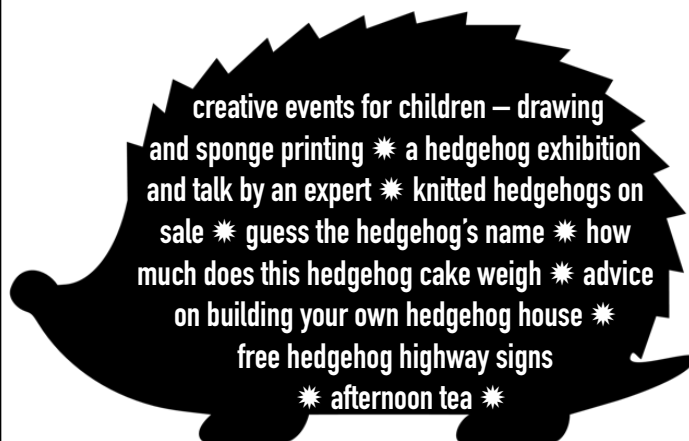 creative events for children – drawing
and sponge printing ✹ a hedgehog exhibition
and talk by an expert ✹ knitted hedgehogs on
sale ✹ guess the hedgehog’s name ✹ how
much does this hedgehog cake weigh ✹ advice
on building your own hedgehog house ✹
free hedgehog highway signs
✹ afternoon tea ✹